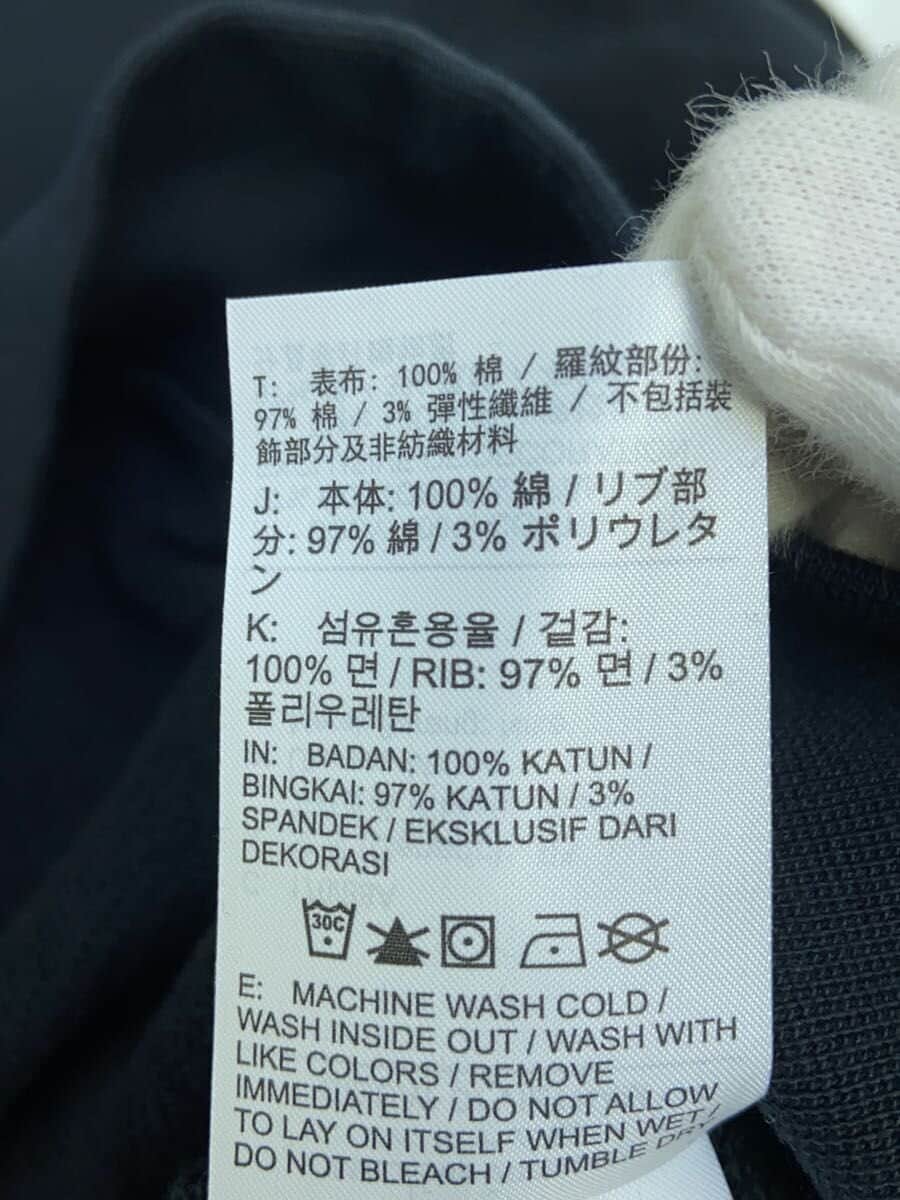 T: 表布: 100% 棉 / 羅紋部份:
97% 棉 / 3% 彈性纖維 / 不包括裝
飾部分及非紡織材料
J: 本体: 100% 綿 / リブ部
分: 97% 綿 / 3% ポリウレタ
ン
K: 섬유혼용율 / 겉감:
100% 면 / RIB: 97% 면 / 3%
폴리우레탄
IN: BADAN: 100% KATUN /
BINGKAI: 97% KATUN / 3%
SPANDEK / EKSKLUSIF DARI
DEKORASI
30C
E: MACHINE WASH COLD /
WASH INSIDE OUT / WASH WITH
LIKE COLORS / REMOVE
IMMEDIATELY / DO NOT ALLOW
TO LAY ON ITSELF WHEN WET /
DO NOT BLEACH / TUMBLE DRY